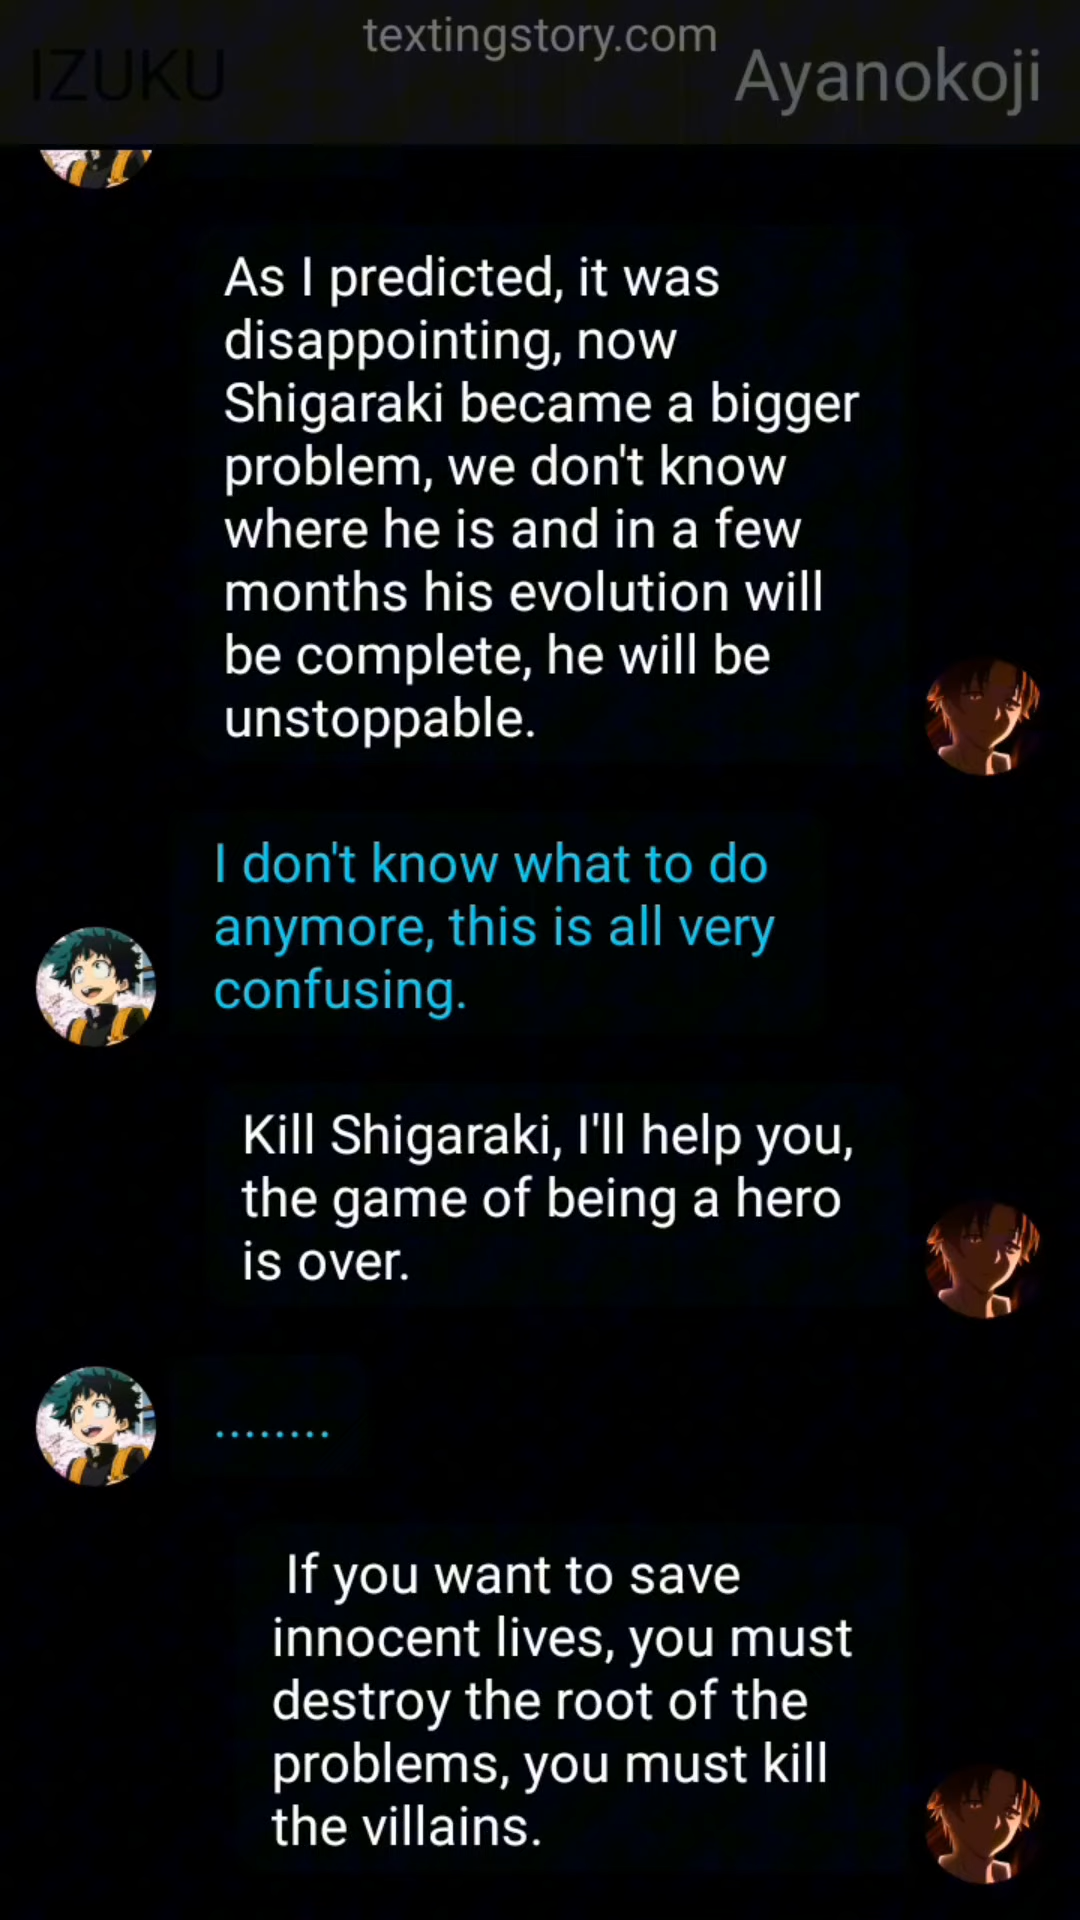 textingstory.com
IZUKU
Ayanokoji
As I predicted, it was
disappointing, now
Shigaraki became a bigger
problem, we don't know
where he is and in a few
months his evolution will
be complete, he will be
unstoppable.
I don't know what to do
anymore, this is all very
confusing.
Kill Shigaraki, I'll help you,
the game of being a hero
is over.
........
If you want to save
innocent lives, you must
destroy the root of the
problems, you must kill
the villains.